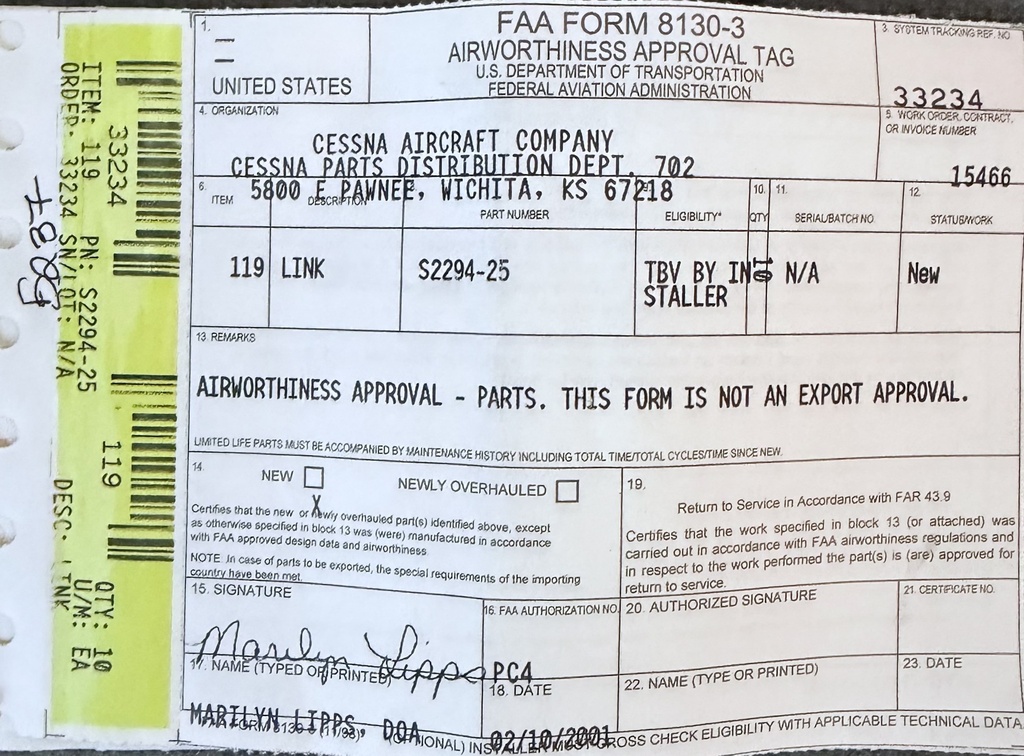 ITEM: 119 PN: S2294-25 QTY: 10
ORDER: 33234 SN/LOT: N/A DESC: LINK U/M: EA
33234 119
5287
1.
UNITED STATES
FAA FORM 8130-3
AIRWORTHINESS APPROVAL TAG
U.S. DEPARTMENT OF TRANSPORTATION
FEDERAL AVIATION ADMINISTRATION
3. SYSTEM TRACKING REF. NO.
33234
4. ORGANIZATION
CESSNA AIRCRAFT COMPANY
CESSNA PARTS DISTRIBUTION DEPT. 702
5800 E PAWNEE, WICHITA, KS 67218
5. WORK ORDER, CONTRACT,
OR INVOICE NUMBER
15466
6. ITEM DESCRIPTION PART NUMBER ELIGIBILITY* 10. QTY 11. SERIAL/BATCH NO. 12. STATUS/WORK
119 LINK S2294-25 TBV BY IN 10 N/A New
STALLER
13. REMARKS
AIRWORTHINESS APPROVAL - PARTS. THIS FORM IS NOT AN EXPORT APPROVAL.
LIMITED LIFE PARTS MUST BE ACCOMPANIED BY MAINTENANCE HISTORY INCLUDING TOTAL TIME/TOTAL CYCLES/TIME SINCE NEW.
14.
NEW NEWLY OVERHAULED
X
Certifies that the new or newly overhauled part(s) identified above, except
as otherwise specified in block 13 was (were) manufactured in accordance
with FAA approved design data and airworthiness.
NOTE. In case of parts to be exported, the special requirements of the importing
country have been met.
19.
Return to Service in Accordance with FAR 43.9
Certifies that the work specified in block 13 (or attached) was
carried out in accordance with FAA airworthiness regulations and
in respect to the work performed the part(s) is (are) approved for
return to service.
15. SIGNATURE
Marilyn Lipps
16. FAA AUTHORIZATION NO.
PC4
20. AUTHORIZED SIGNATURE
21. CERTIFICATE NO.
17. NAME (TYPED OR PRINTED)
MARILYN LIPPS, DOA
18. DATE
02/10/2001
22. NAME (TYPE OR PRINTED)
23. DATE
FAA FORM 8130-3 (11/93) (OPTIONAL) INSTALLER MUST CROSS CHECK ELIGIBILITY WITH APPLICABLE TECHNICAL DATA